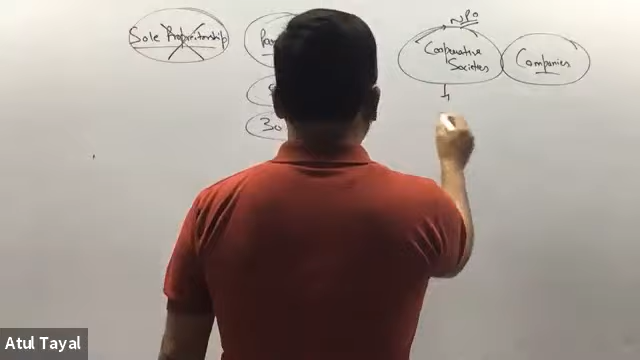 Sole Proprietorship
NPO
Cooperative
Societies
Companies
30
Atul Tayal